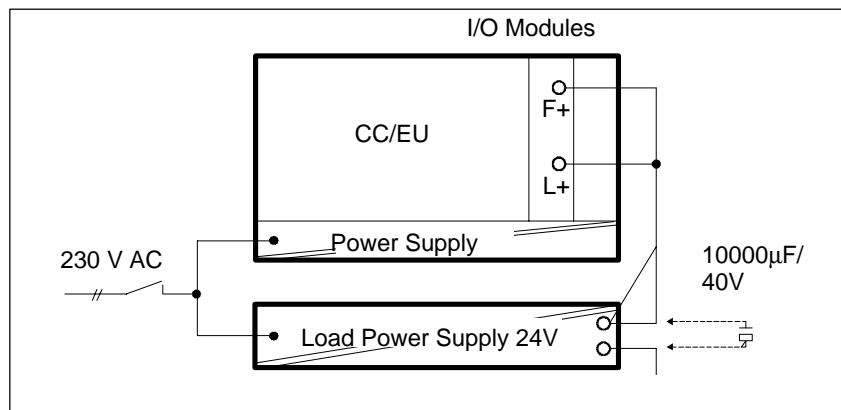 I/O Modules
F+
CC/EU
L+
Power Supply
230 V AC
10000μF/
40V
Load Power Supply 24V